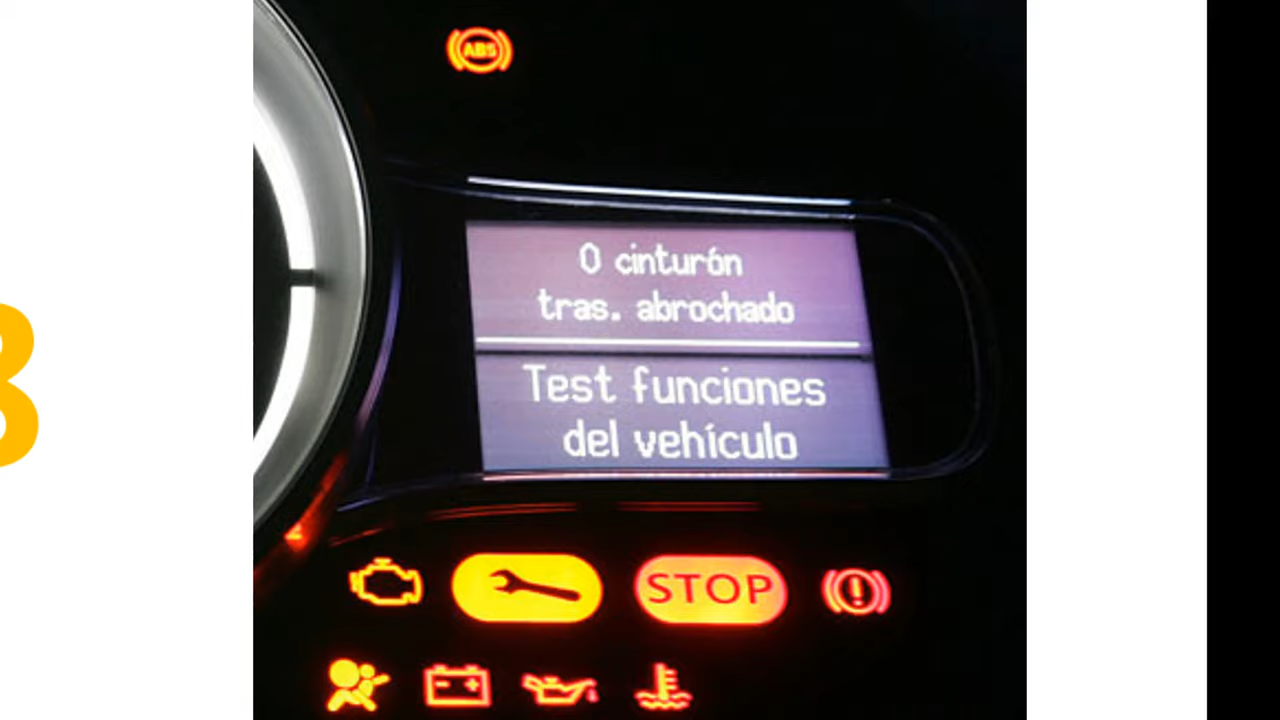 ABS
0 cinturón
tras. abrochado
Test funciones
del vehículo
STOP